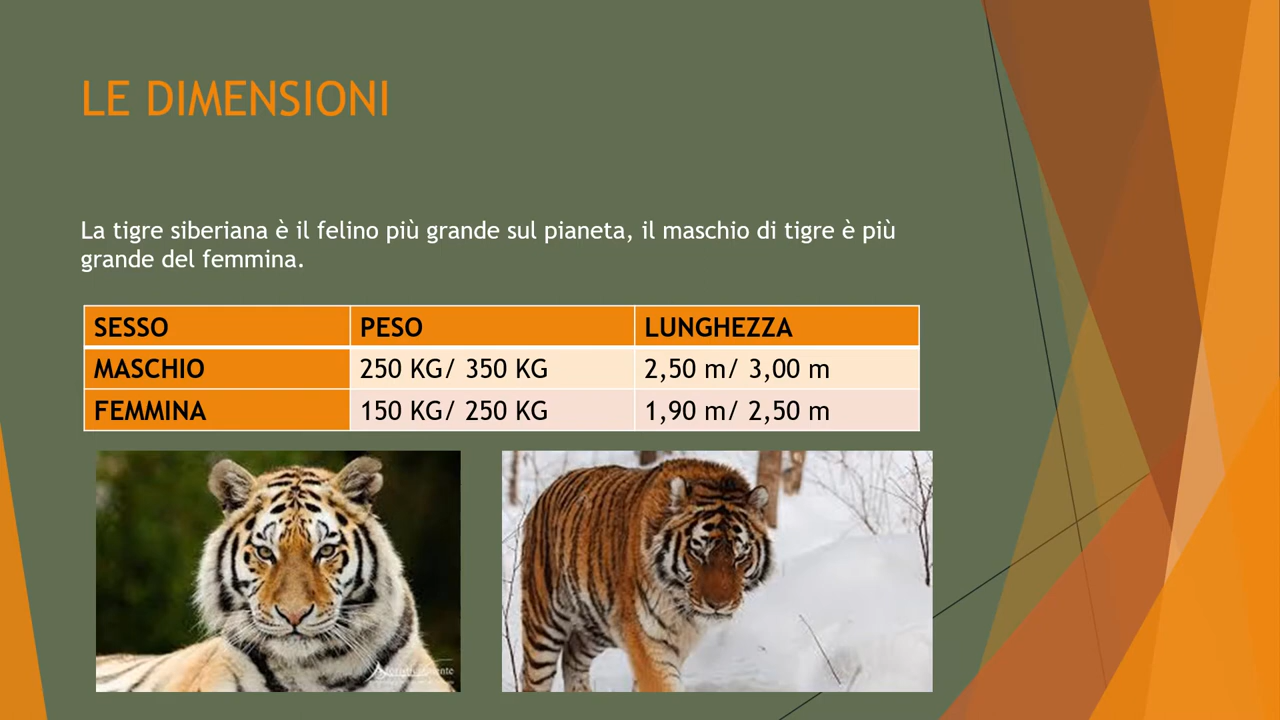 LE DIMENSIONI
La tigre siberiana è il felino più grande sul pianeta, il maschio di tigre è più
grande del femmina.
SESSO PESO LUNGHEZZA
MASCHIO 250 KG/ 350 KG 2,50 m/ 3,00 m
FEMMINA 150 KG/ 250 KG 1,90 m/ 2,50 m